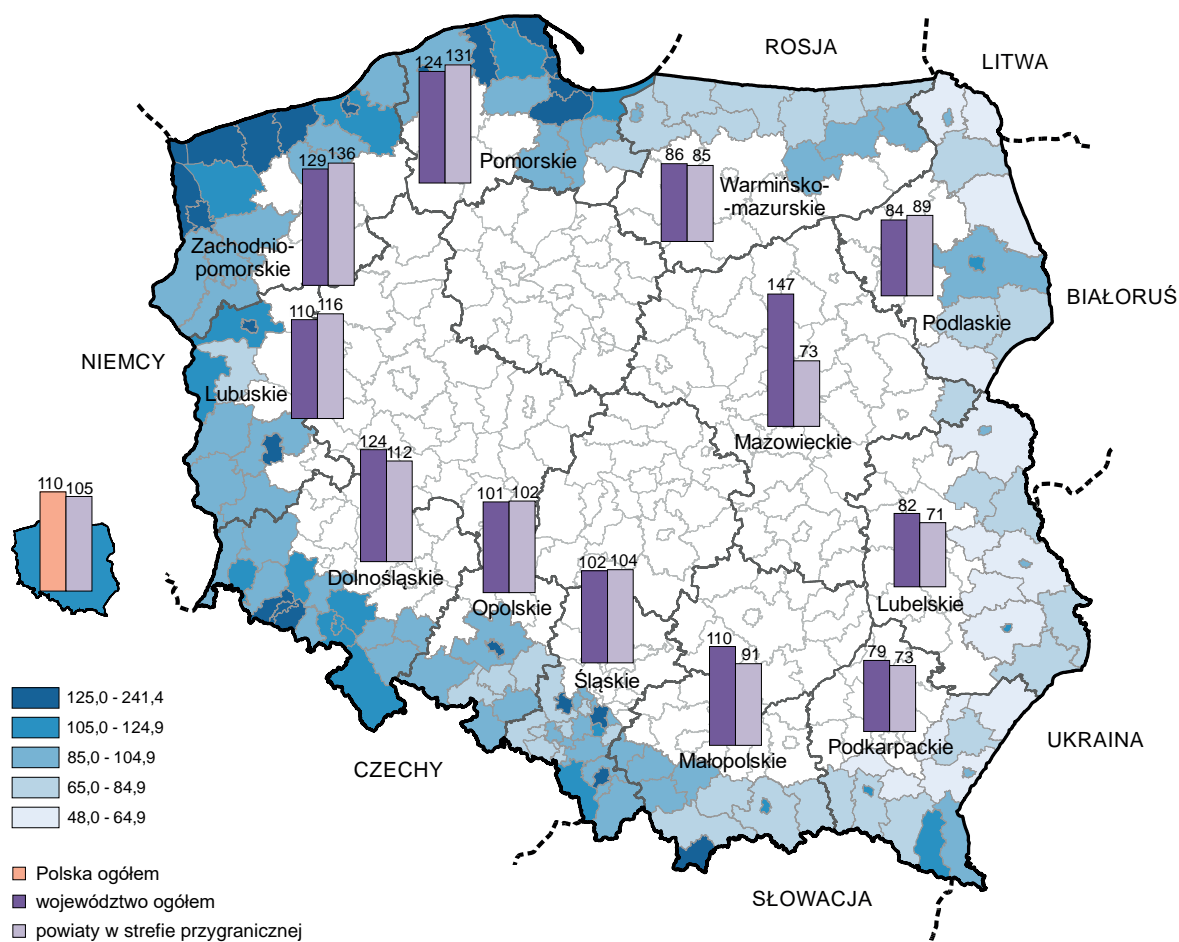 ROSJA
LITWA
124 131
Pomorskie
129 136
Zachodnio-
pomorskie
86 85
Warmińsko-
-mazurskie
84 89
Podlaskie
BIAŁORUŚ
147
73
Mazowieckie
110 116
Lubuskie
NIEMCY
124
112
Dolnośląskie
101 102
Opolskie
102 104
Śląskie
82
71
Lubelskie
110
91
Małopolskie
79 73
Podkarpackie
UKRAINA
CZECHY
SŁOWACJA
110 105
125,0 - 241,4
105,0 - 124,9
85,0 - 104,9
65,0 - 84,9
48,0 - 64,9
Polska ogółem
województwo ogółem
powiaty w strefie przygranicznej